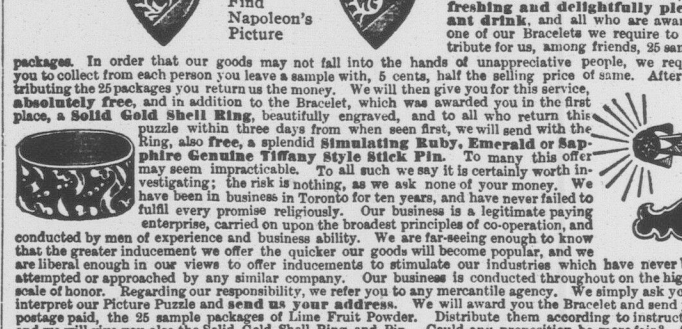 Find
Napoleon's
Picture
freshing and delightfully
ant drink, and all who are
one of our Bracelets we require to
tribute for us, among friends, 25
packages. In order that our goods may not fall into the hands of unappreciative people, we
you to collect from each person you leave a sample with, 5 cents, half the selling price of same. After
tributing the 25 packages you return us the money. We will then give you for this service,
absolutely free, and in addition to the Bracelet, which was awarded you in the first
place, a Solid Gold Shell Ring, beautifully engraved, and to all who return this
puzzle within three days from when seen first, we will send with the
Ring, also free, a splendid Simulating Ruby, Emerald or Sap-
phire Genuine Tiffany Style Stick Pin. To many this offer
may seem impracticable. To all such we say it is certainly worth in-
vestigating; the risk is nothing, as we ask none of your money. We
have been in business in Toronto for ten years, and have never failed to
fulfil every promise religiously. Our business is a legitimate paying
enterprise, carried on upon the broadest principles of co-operation, and
conducted by men of experience and business ability. We are far-seeing enough to know
that the greater inducement we offer the quicker our goods will become popular, and we
are liberal enough in our views to offer inducements to stimulate our industries which have never
attempted or approached by any similar company. Our business is conducted throughout on the
scale of honor. Regarding our responsibility, we refer you to any mercantile agency. We simply ask
interpret our Picture Puzzle and send us your address. We will award you the Bracelet and send
postage paid, the 25 sample packages of Lime Fruit Powder. Distribute them according to